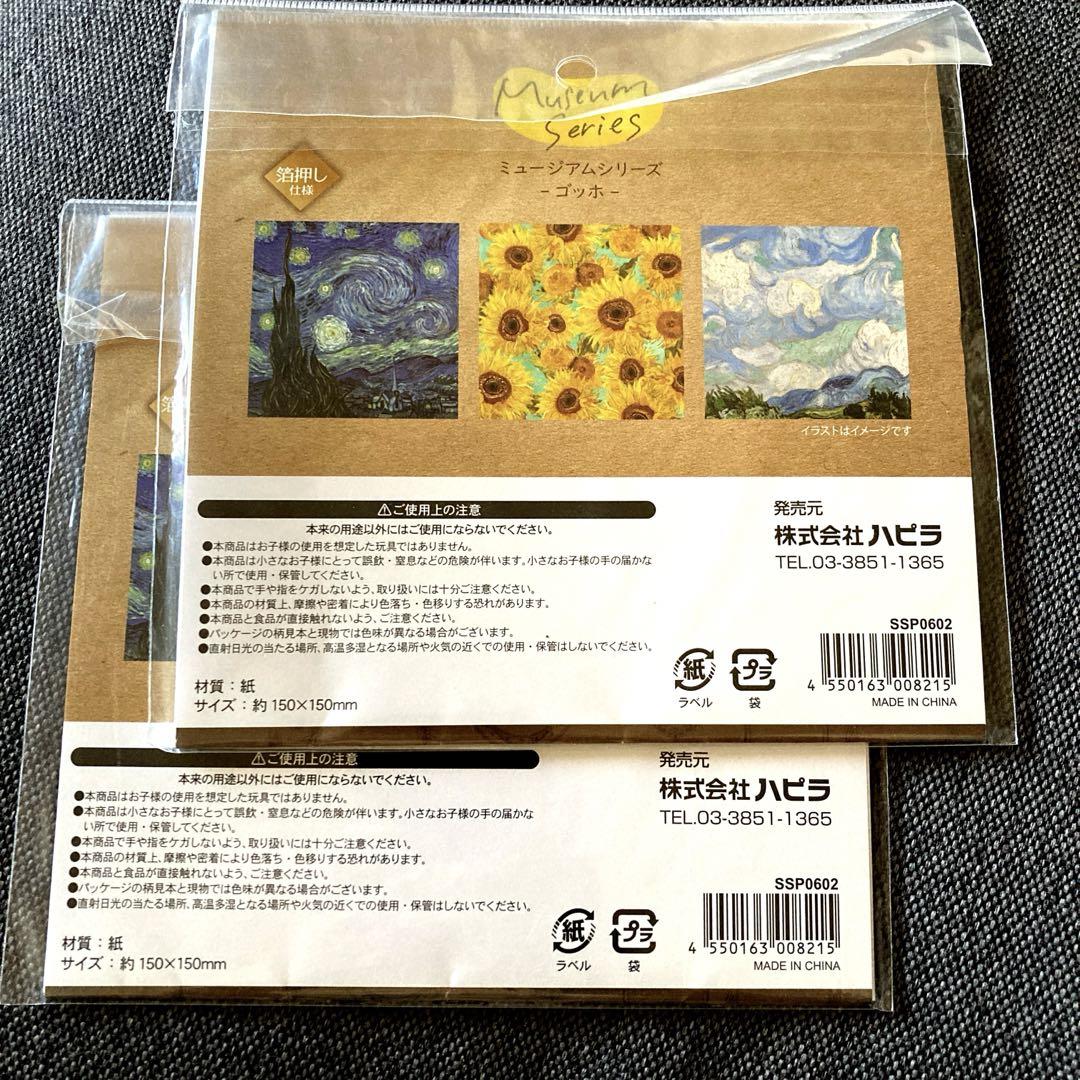 Museum
Series
ミュージアムシリーズ
- ゴッホ -
箔押し
仕様
イラストはイメージです
⚠ご使用上の注意
本来の用途以外にはご使用にならないでください。
●本商品はお子様の使用を想定した玩具ではありません。
●本商品は小さなお子様にとって誤飲・窒息などの危険が伴います。小さなお子様の手の届かな
い所で使用・保管してください。
●本商品で手や指をケガしないよう、取り扱いには十分ご注意ください。
●本商品の材質上、摩擦や密着により色落ち・色移りする恐れがあります。
●本商品と食品が直接触れないよう、ご注意ください。
●パッケージの柄見本と現物では色味が異なる場合がございます。
●直射日光の当たる場所、高温多湿となる場所や火気の近くでの使用・保管はしないでください。
材質：紙
サイズ：約150×150mm
発売元
株式会社ハピラ
TEL.03-3851-1365
SSP0602
紙
ラベル
プラ
袋
4 550163 008215
MADE IN CHINA
箔
⚠ご使用上の注意
本来の用途以外にはご使用にならないでください。
●本商品はお子様の使用を想定した玩具ではありません。
●本商品は小さなお子様にとって誤飲・窒息などの危険が伴います。小さなお子様の手の届かな
い所で使用・保管してください。
●本商品で手や指をケガしないよう、取り扱いには十分ご注意ください。
●本商品の材質上、摩擦や密着により色落ち・色移りする恐れがあります。
●本商品と食品が直接触れないよう、ご注意ください。
●パッケージの柄見本と現物では色味が異なる場合がございます。
●直射日光の当たる場所、高温多湿となる場所や火気の近くでの使用・保管はしないでください。
材質：紙
サイズ：約150×150mm
発売元
株式会社ハピラ
TEL.03-3851-1365
SSP0602
紙
ラベル
プラ
袋
4 550163 008215
MADE IN CHINA